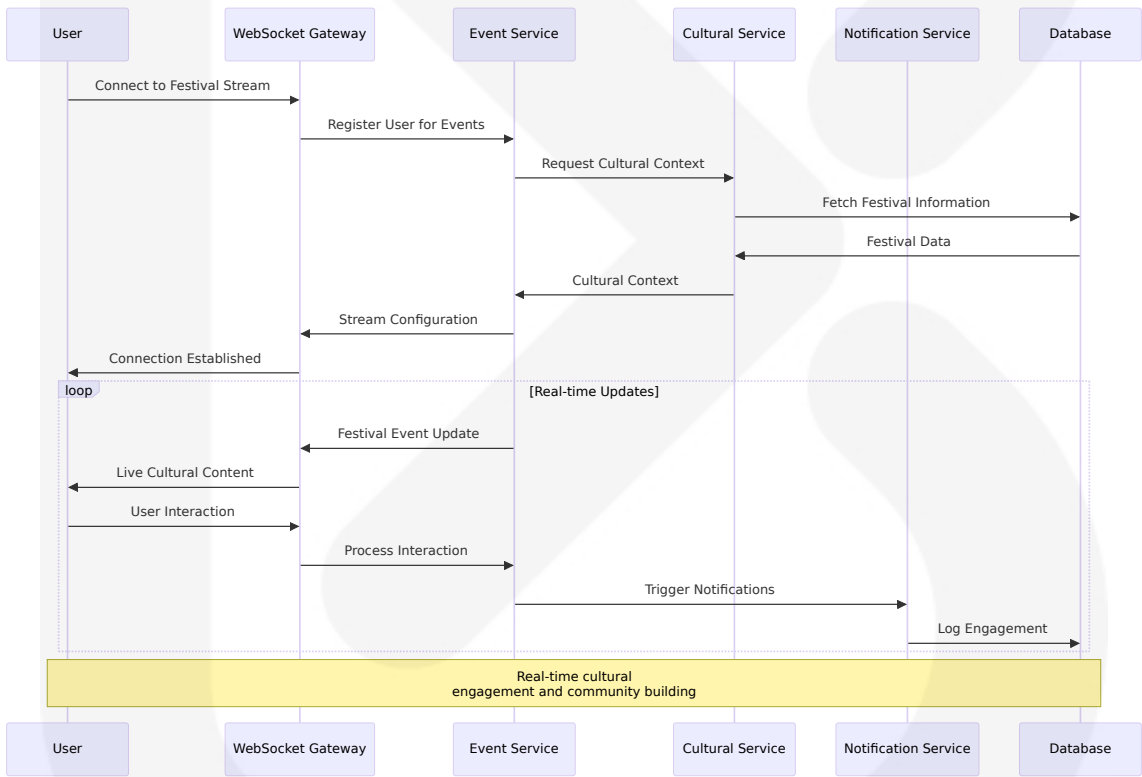 User
WebSocket Gateway
Event Service
Cultural Service
Notification Service
Database
Connect to Festival Stream
Register User for Events
Request Cultural Context
Fetch Festival Information
Festival Data
Cultural Context
Stream Configuration
Connection Established
loop
[Real-time Updates]
Festival Event Update
Live Cultural Content
User Interaction
Process Interaction
Trigger Notifications
Log Engagement
Real-time cultural
engagement and community building
User
WebSocket Gateway
Event Service
Cultural Service
Notification Service
Database